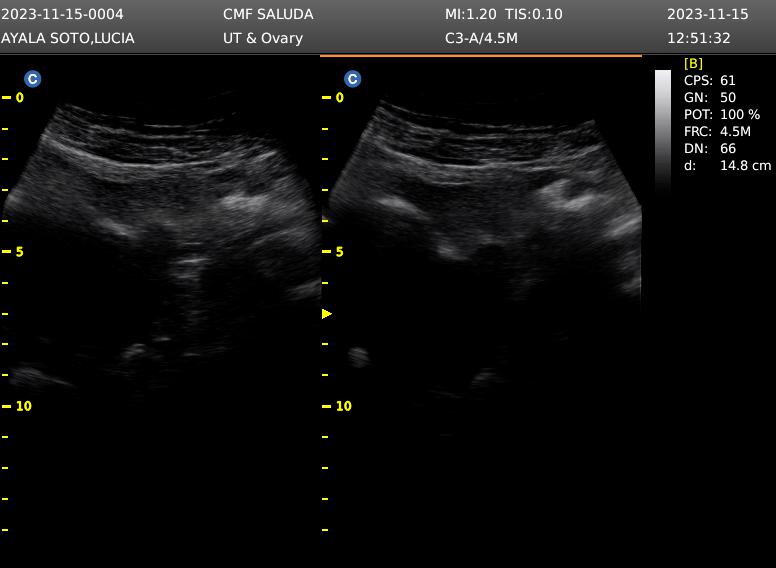 2023-11-15-0004 CMF SALUDA MI:1.20 TIS:0.10 2023-11-15
AYALA SOTO,LUCIA UT & Ovary C3-A/4.5M 12:51:32
[B]
CPS: 61
GN: 50
POT: 100 %
FRC: 4.5M
DN: 66
d: 14.8 cm
C C
0 0
5 5
10 10